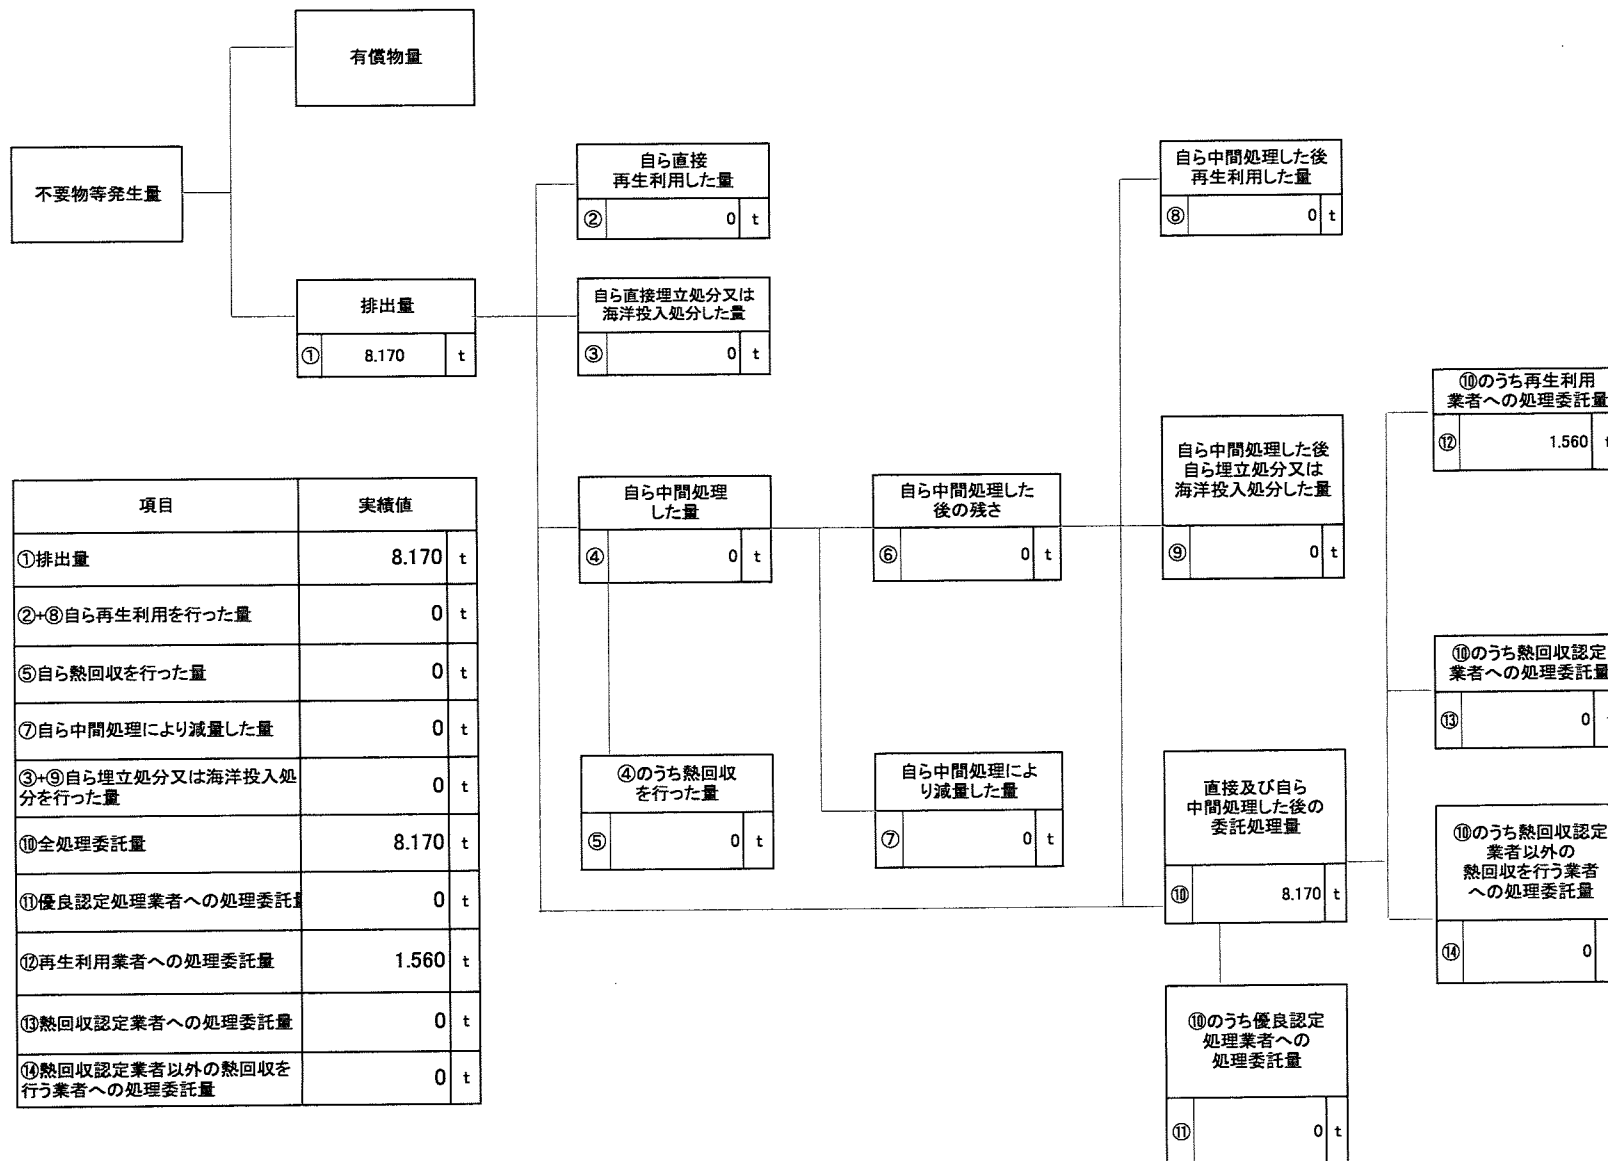 有償物量
不要物等発生量
排出量
① 8.170 t
自ら直接
再生利用した量
② 0 t
自ら直接埋立処分又は
海洋投入処分した量
③ 0 t
自ら中間処理
した量
④ 0 t
④のうち熱回収
を行った量
⑤ 0 t
自ら中間処理した
後の残さ
⑥ 0 t
自ら中間処理によ
り減量した量
⑦ 0 t
自ら中間処理した後
再生利用した量
⑧ 0 t
自ら中間処理した後
自ら埋立処分又は
海洋投入処分した量
⑨ 0 t
直接及び自ら
中間処理した後の
委託処理量
⑩ 8.170 t
⑩のうち優良認定
処理業者への
処理委託量
⑪ 0 t
⑩のうち再生利用
業者への処理委託量
⑫ 1.560 t
⑩のうち熱回収認定
業者への処理委託量
⑬ 0
⑩のうち熱回収認定
業者以外の
熱回収を行う業者
への処理委託量
⑭ 0
項目 実績値
①排出量 8.170 t
②+⑧自ら再生利用を行った量 0 t
⑤自ら熱回収を行った量 0 t
⑦自ら中間処理により減量した量 0 t
③+⑨自ら埋立処分又は海洋投入処
分を行った量 0 t
⑩全処理委託量 8.170 t
⑪優良認定処理業者への処理委託量 0 t
⑫再生利用業者への処理委託量 1.560 t
⑬熱回収認定業者への処理委託量 0 t
⑭熱回収認定業者以外の熱回収を
行う業者への処理委託量 0 t